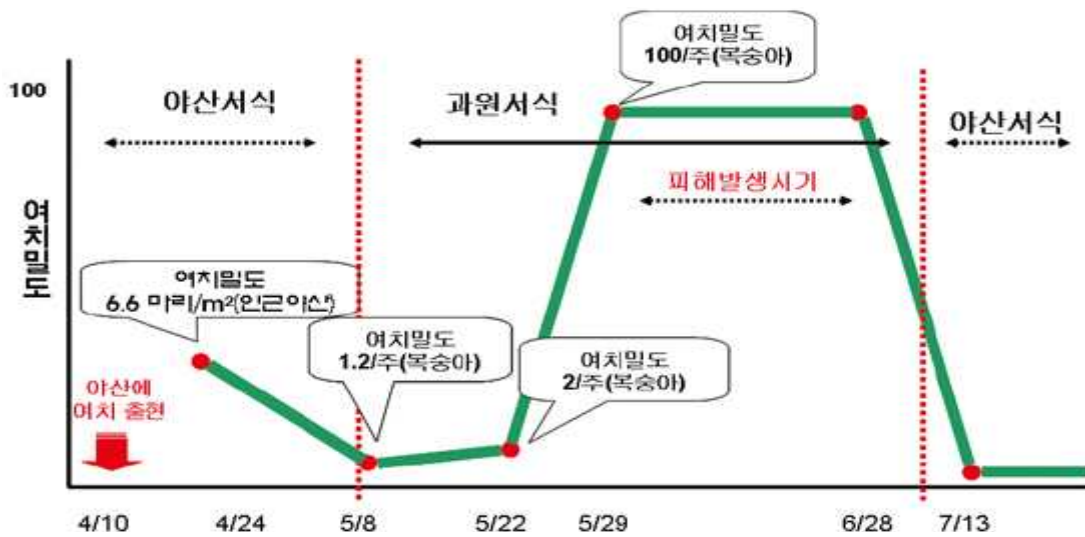 여치밀도
100/주(복숭아)
100
야산서식
과원서식
야산서식
피해발생시기
여치밀도
여치밀도
6.6 마리/m²(인근야산)
여치밀도
1.2/주(복숭아)
여치밀도
2/주(복숭아)
야산에
여치 출현
4/10
4/24
5/8
5/22
5/29
6/28
7/13